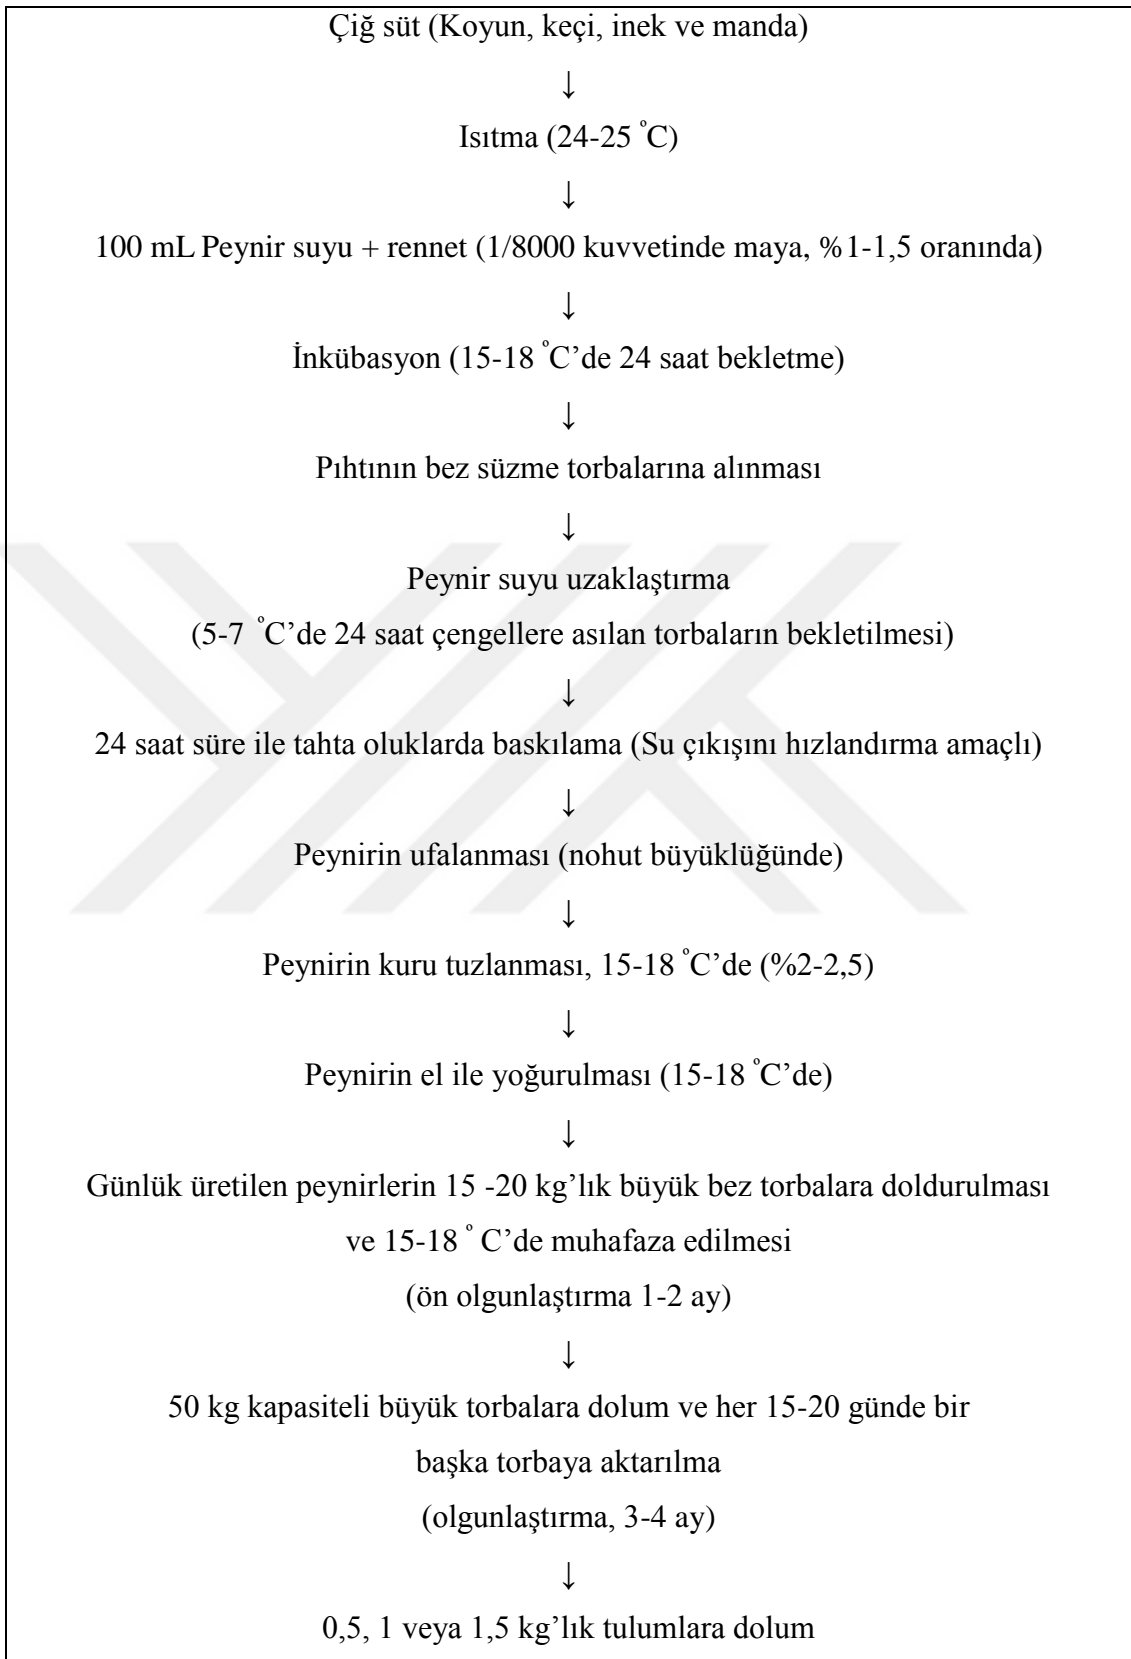 Çiğ süt (Koyun, keçi, inek ve manda)
↓
Isıtma (24-25 °C)
↓
100 mL Peynir suyu + rennet (1/8000 kuvvetinde maya, %1-1,5 oranında)
↓
İnkübasyon (15-18 °C’de 24 saat bekletme)
↓
Pıhtının bez süzme torbalarına alınması
↓
Peynir suyu uzaklaştırma
(5-7 °C’de 24 saat çengellere asılan torbaların bekletilmesi)
↓
24 saat süre ile tahta oluklarda baskılama (Su çıkışını hızlandırma amaçlı)
↓
Peynirin ufalanması (nohut büyüklüğünde)
↓
Peynirin kuru tuzlanması, 15-18 °C’de (%2-2,5)
↓
Peynirin el ile yoğurulması (15-18 °C’de)
↓
Günlük üretilen peynirlerin 15 -20 kg’lık büyük bez torbalara doldurulması
ve 15-18 ° C’de muhafaza edilmesi
(ön olgunlaştırma 1-2 ay)
↓
50 kg kapasiteli büyük torbalara dolum ve her 15-20 günde bir
başka torbaya aktarılma
(olgunlaştırma, 3-4 ay)
↓
0,5, 1 veya 1,5 kg’lık tulumlara dolum